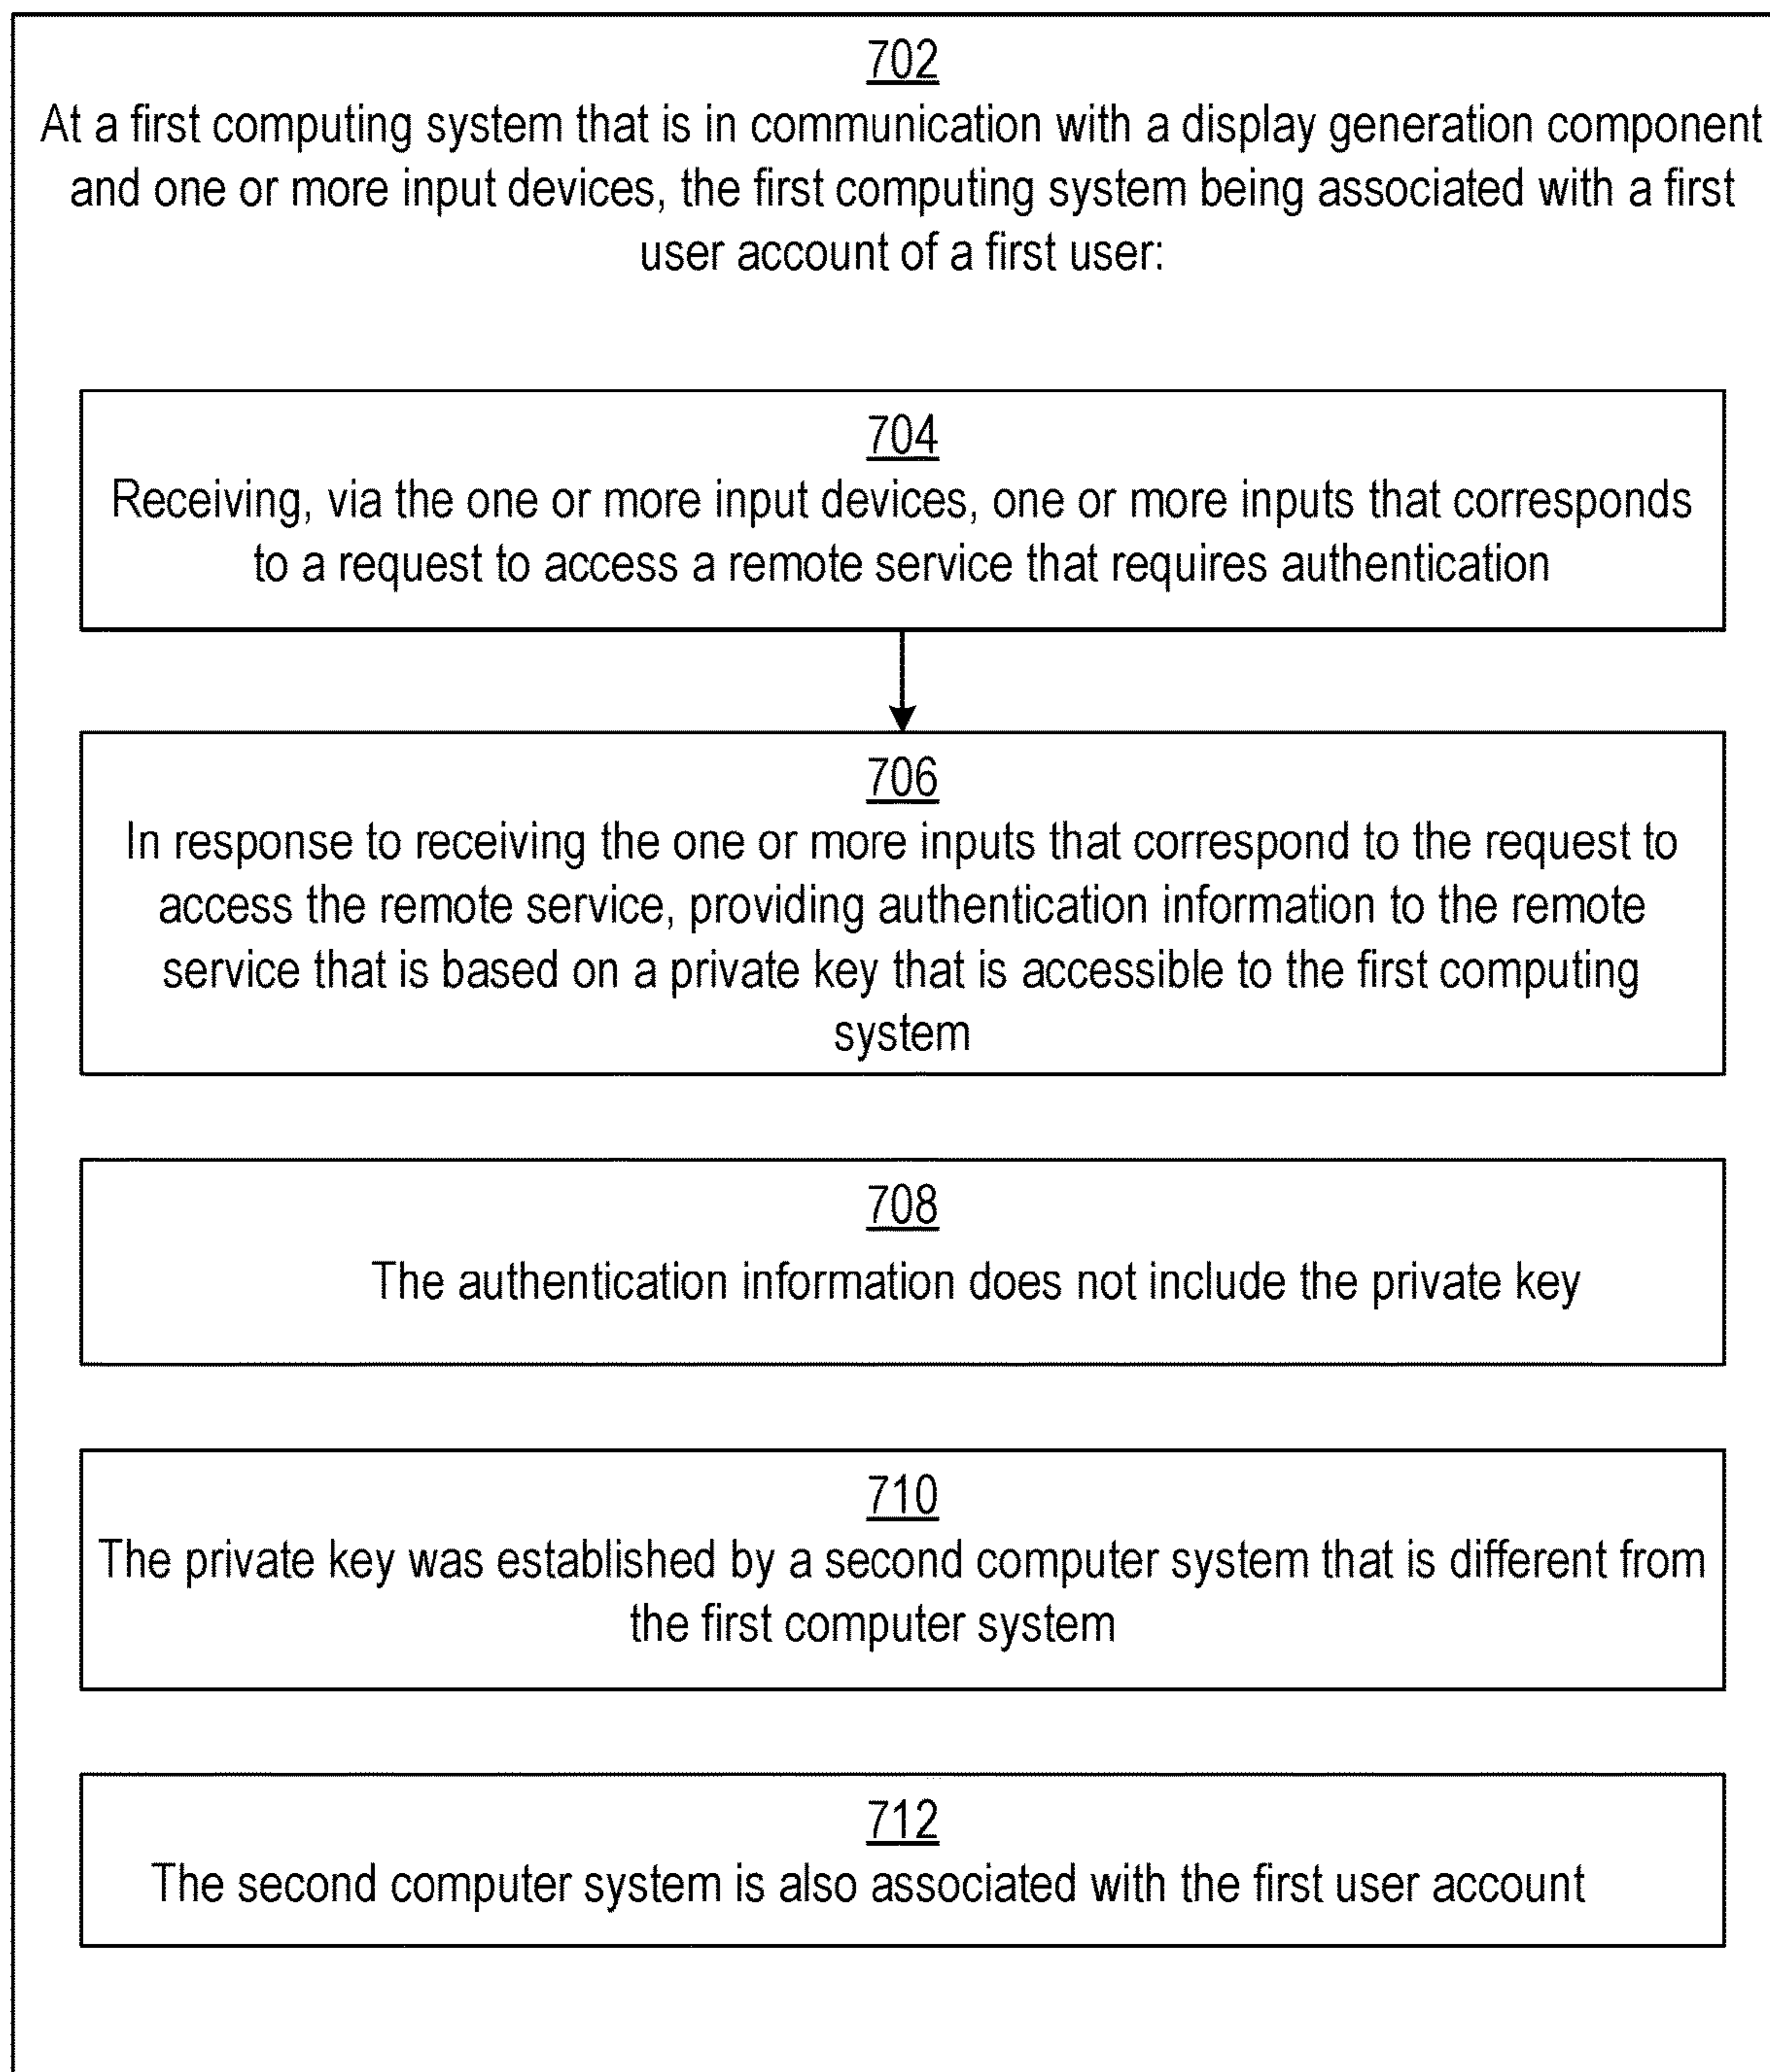 702
At a first computing system that is in communication with a display generation component
and one or more input devices, the first computing system being associated with a first
user account of a first user:
704
Receiving, via the one or more input devices, one or more inputs that corresponds
to a request to access a remote service that requires authentication
706
In response to receiving the one or more inputs that correspond to the request to
access the remote service, providing authentication information to the remote
service that is based on a private key that is accessible to the first computing
system
708
The authentication information does not include the private key
710
The private key was established by a second computer system that is different from
the first computer system
712
The second computer system is also associated with the first user account